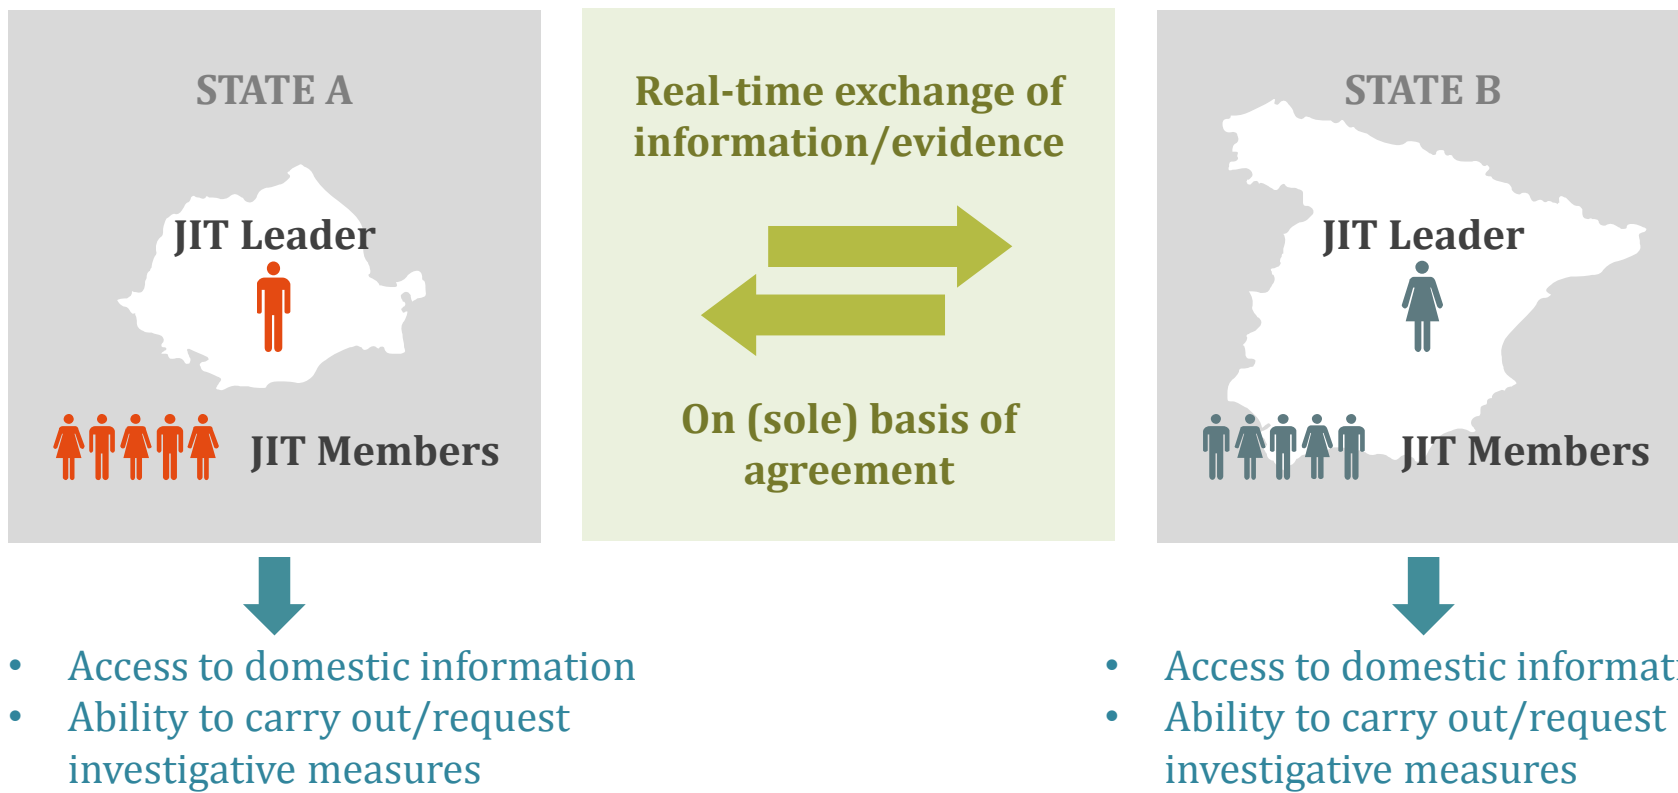 STATE A
JIT Leader
JIT Members
Real-time exchange of
information/evidence
On (sole) basis of
agreement
STATE B
JIT Leader
JIT Members
• Access to domestic information
• Ability to carry out/request
investigative measures
• Access to domestic informati
• Ability to carry out/request
investigative measures